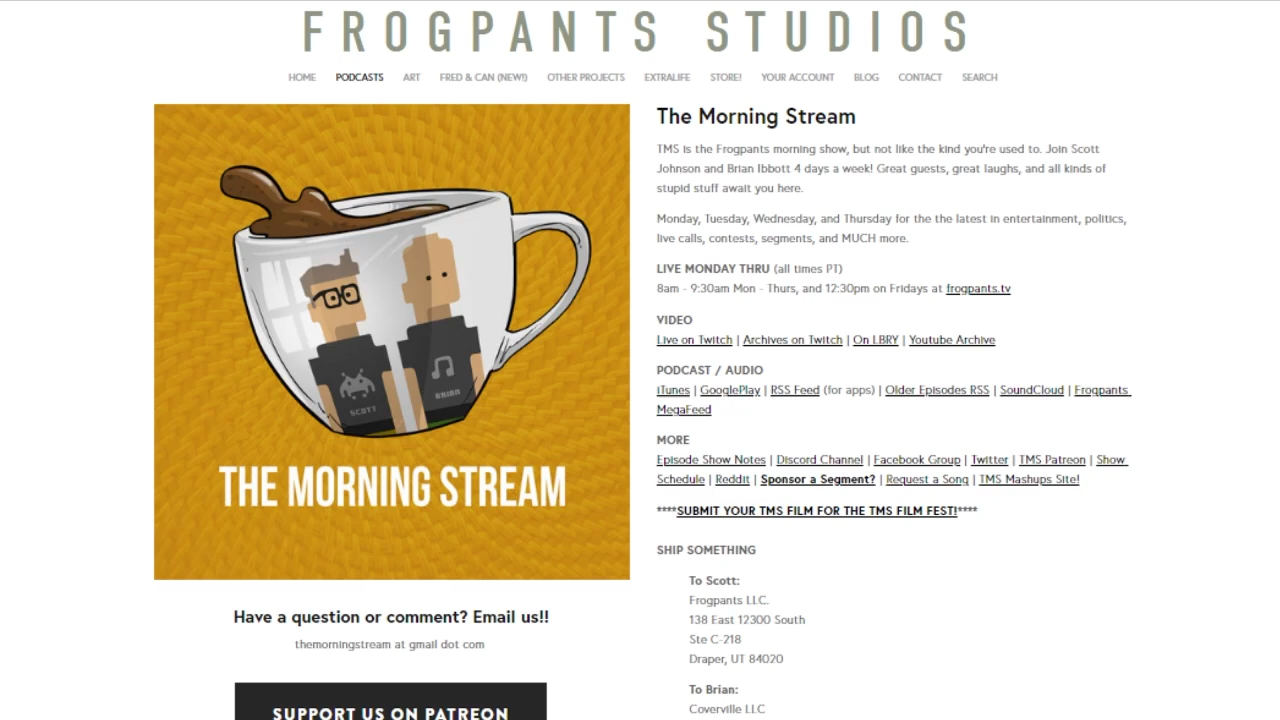 FROGPANTS STUDIOS
HOME PODCASTS ART FRED & CAN (NEW!) OTHER PROJECTS EXTRALIFE STORE! YOUR ACCOUNT BLOG CONTACT SEARCH
SCOTT
BRIAN
THE MORNING STREAM
Have a question or comment? Email us!!
themorningstream at gmail dot com
SUPPORT US ON PATREON
The Morning Stream
TMS is the Frogpants morning show, but not like the kind you're used to. Join Scott
Johnson and Brian Ibbott 4 days a week! Great guests, great laughs, and all kinds of
stupid stuff await you here.
Monday, Tuesday, Wednesday, and Thursday for the the latest in entertainment, politics,
live calls, contests, segments, and MUCH more.
LIVE MONDAY THRU (all times PT)
8am - 9:30am Mon - Thurs, and 12:30pm on Fridays at frogpants.tv
VIDEO
Live on Twitch | Archives on Twitch | On LBRY | Youtube Archive
PODCAST / AUDIO
iTunes | GooglePlay | RSS Feed (for apps) | Older Episodes RSS | SoundCloud | Frogpants
MegaFeed
MORE
Episode Show Notes | Discord Channel | Facebook Group | Twitter | TMS Patreon | Show
Schedule | Reddit | Sponsor a Segment? | Request a Song | TMS Mashups Site!
****SUBMIT YOUR TMS FILM FOR THE TMS FILM FEST!****
SHIP SOMETHING
To Scott:
Frogpants LLC.
138 East 12300 South
Ste C-218
Draper, UT 84020
To Brian:
Coverville LLC